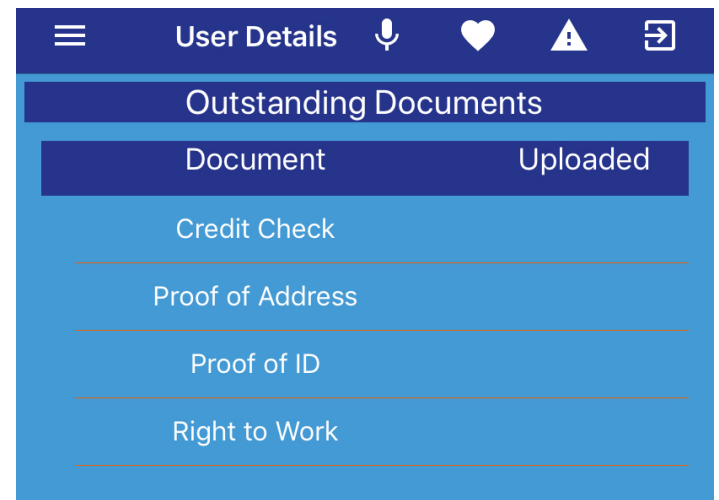 User Details
Outstanding Documents
Document Uploaded
Credit Check
Proof of Address
Proof of ID
Right to Work